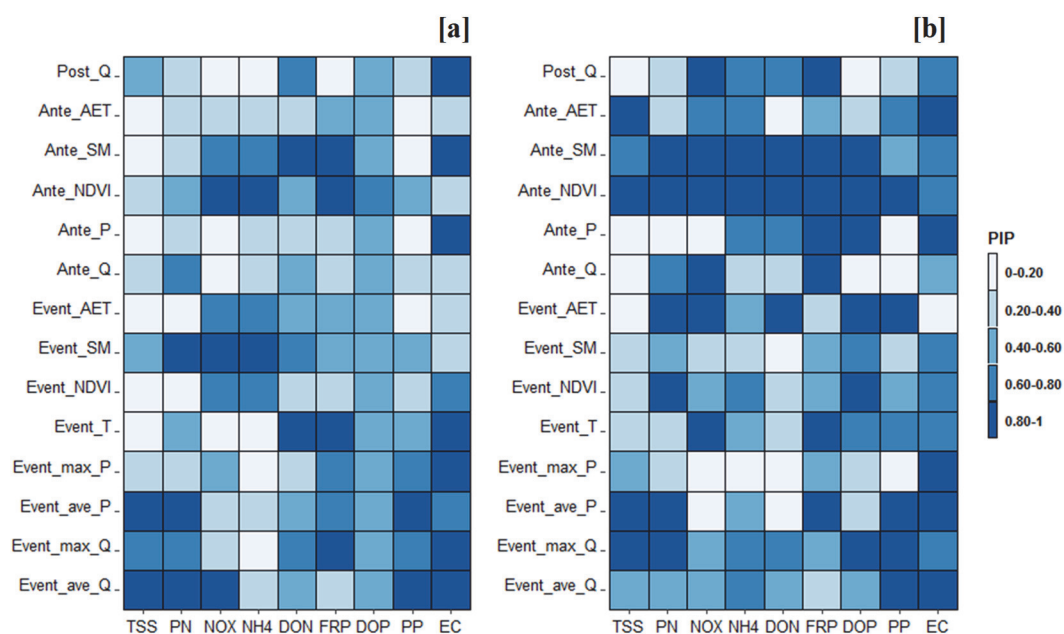 [a]
[b]
Post_Q
Ante_AET
Ante_SM
Ante_NDVI
Ante_P
Ante_Q
Event_AET
Event_SM
Event_NDVI
Event_T
Event_max_P
Event_ave_P
Event_max_Q
Event_ave_Q
TSS PN NOX NH4 DON FRP DOP PP EC
Post_Q
Ante_AET
Ante_SM
Ante_NDVI
Ante_P
Ante_Q
Event_AET
Event_SM
Event_NDVI
Event_T
Event_max_P
Event_ave_P
Event_max_Q
Event_ave_Q
TSS PN NOX NH4 DON FRP DOP PP EC
PIP
0-0.20
0.20-0.40
0.40-0.60
0.60-0.80
0.80-1